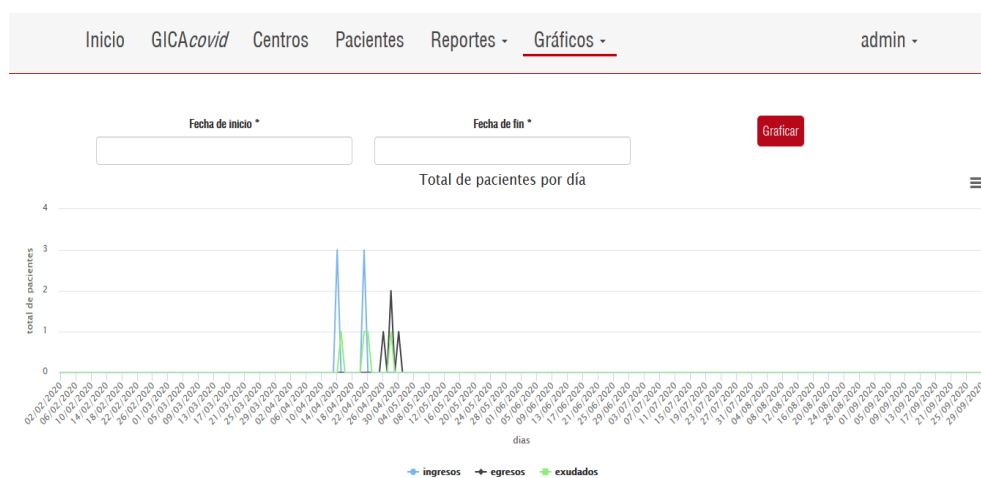 Inicio GICAcovid Centros Pacientes Reportes Gráficos admin
Fecha de inicio * Fecha de fin * Graficar
Total de pacientes por día
4
3
2
1
0
total de pacientes
02/02/2020 06/02/2020 10/02/2020 14/02/2020 18/02/2020 22/02/2020 26/02/2020 01/03/2020 05/03/2020 09/03/2020 13/03/2020 17/03/2020 21/03/2020 25/03/2020 29/03/2020 02/04/2020 06/04/2020 10/04/2020 14/04/2020 18/04/2020 22/04/2020 26/04/2020 30/04/2020 04/05/2020 08/05/2020 12/05/2020 16/05/2020 20/05/2020 24/05/2020 28/05/2020 01/06/2020 05/06/2020 09/06/2020 13/06/2020 17/06/2020 21/06/2020 25/06/2020 29/06/2020 03/07/2020 07/07/2020 11/07/2020 15/07/2020 19/07/2020 23/07/2020 27/07/2020 31/07/2020 04/08/2020 08/08/2020 12/08/2020 16/08/2020 20/08/2020 24/08/2020 28/08/2020 01/09/2020 05/09/2020 09/09/2020 13/09/2020 17/09/2020 21/09/2020 25/09/2020 29/09/2020
dias
ingresos egresos exudados